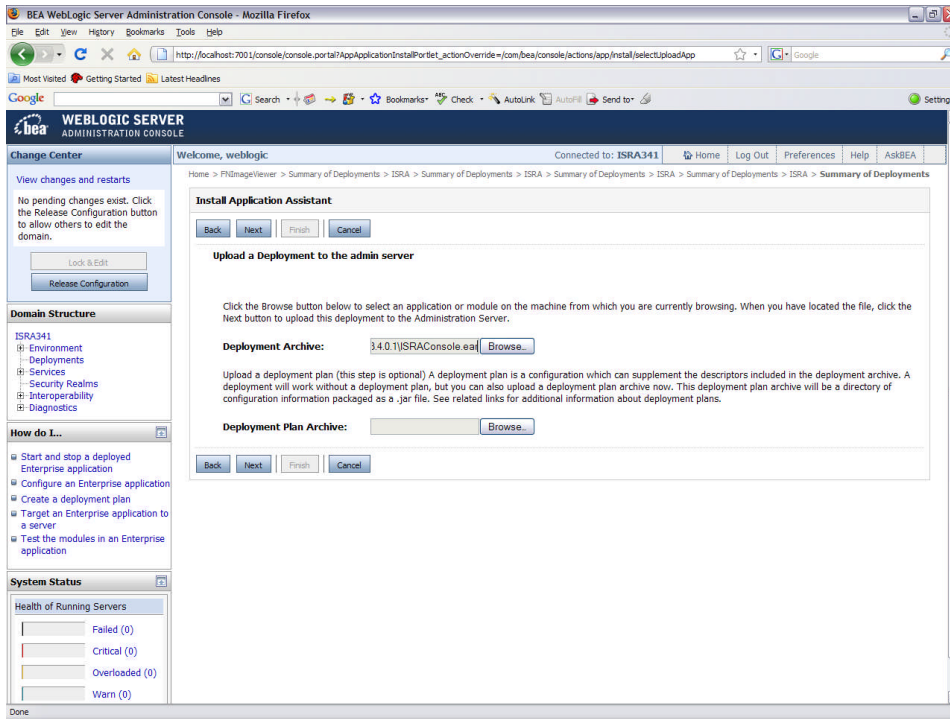 BEA WebLogic Server Administration Console - Mozilla Firefox
File Edit View History Bookmarks Tools Help
http://localhost:7001/console/console.portal?AppApplicationInstallPortlet_actionOverride=/com/bea/console/actions/app/install/selectUploadApp
Google
Most Visited Getting Started Latest Headlines
Google Search Bookmarks ABC Check AutoLink AutoFill Send to Setting
bea WEBLOGIC SERVER
ADMINISTRATION CONSOLE
Change Center
View changes and restarts
No pending changes exist. Click
the Release Configuration button
to allow others to edit the
domain.
Lock & Edit
Release Configuration
Domain Structure
ISRA341
Environment
Deployments
Services
Security Realms
Interoperability
Diagnostics
How do I...
Start and stop a deployed
Enterprise application
Configure an Enterprise application
Create a deployment plan
Target an Enterprise application to
a server
Test the modules in an Enterprise
application
System Status
Health of Running Servers
Failed (0)
Critical (0)
Overloaded (0)
Warn (0)
Welcome, weblogic Connected to: ISRA341 Home Log Out Preferences Help AskBEA
Home > FNImageViewer > Summary of Deployments > ISRA > Summary of Deployments > ISRA > Summary of Deployments > ISRA > Summary of Deployments > ISRA > Summary of Deployments
Install Application Assistant
Back Next Finish Cancel
Upload a Deployment to the admin server
Click the Browse button below to select an application or module on the machine from which you are currently browsing. When you have located the file, click the
Next button to upload this deployment to the Administration Server.
Deployment Archive: 3.4.0.1\ISRAConsole.ear Browse..
Upload a deployment plan (this step is optional) A deployment plan is a configuration which can supplement the descriptors included in the deployment archive. A
deployment will work without a deployment plan, but you can also upload a deployment plan archive now. This deployment plan archive will be a directory of
configuration information packaged as a .jar file. See related links for additional information about deployment plans.
Deployment Plan Archive: Browse..
Back Next Finish Cancel
Done